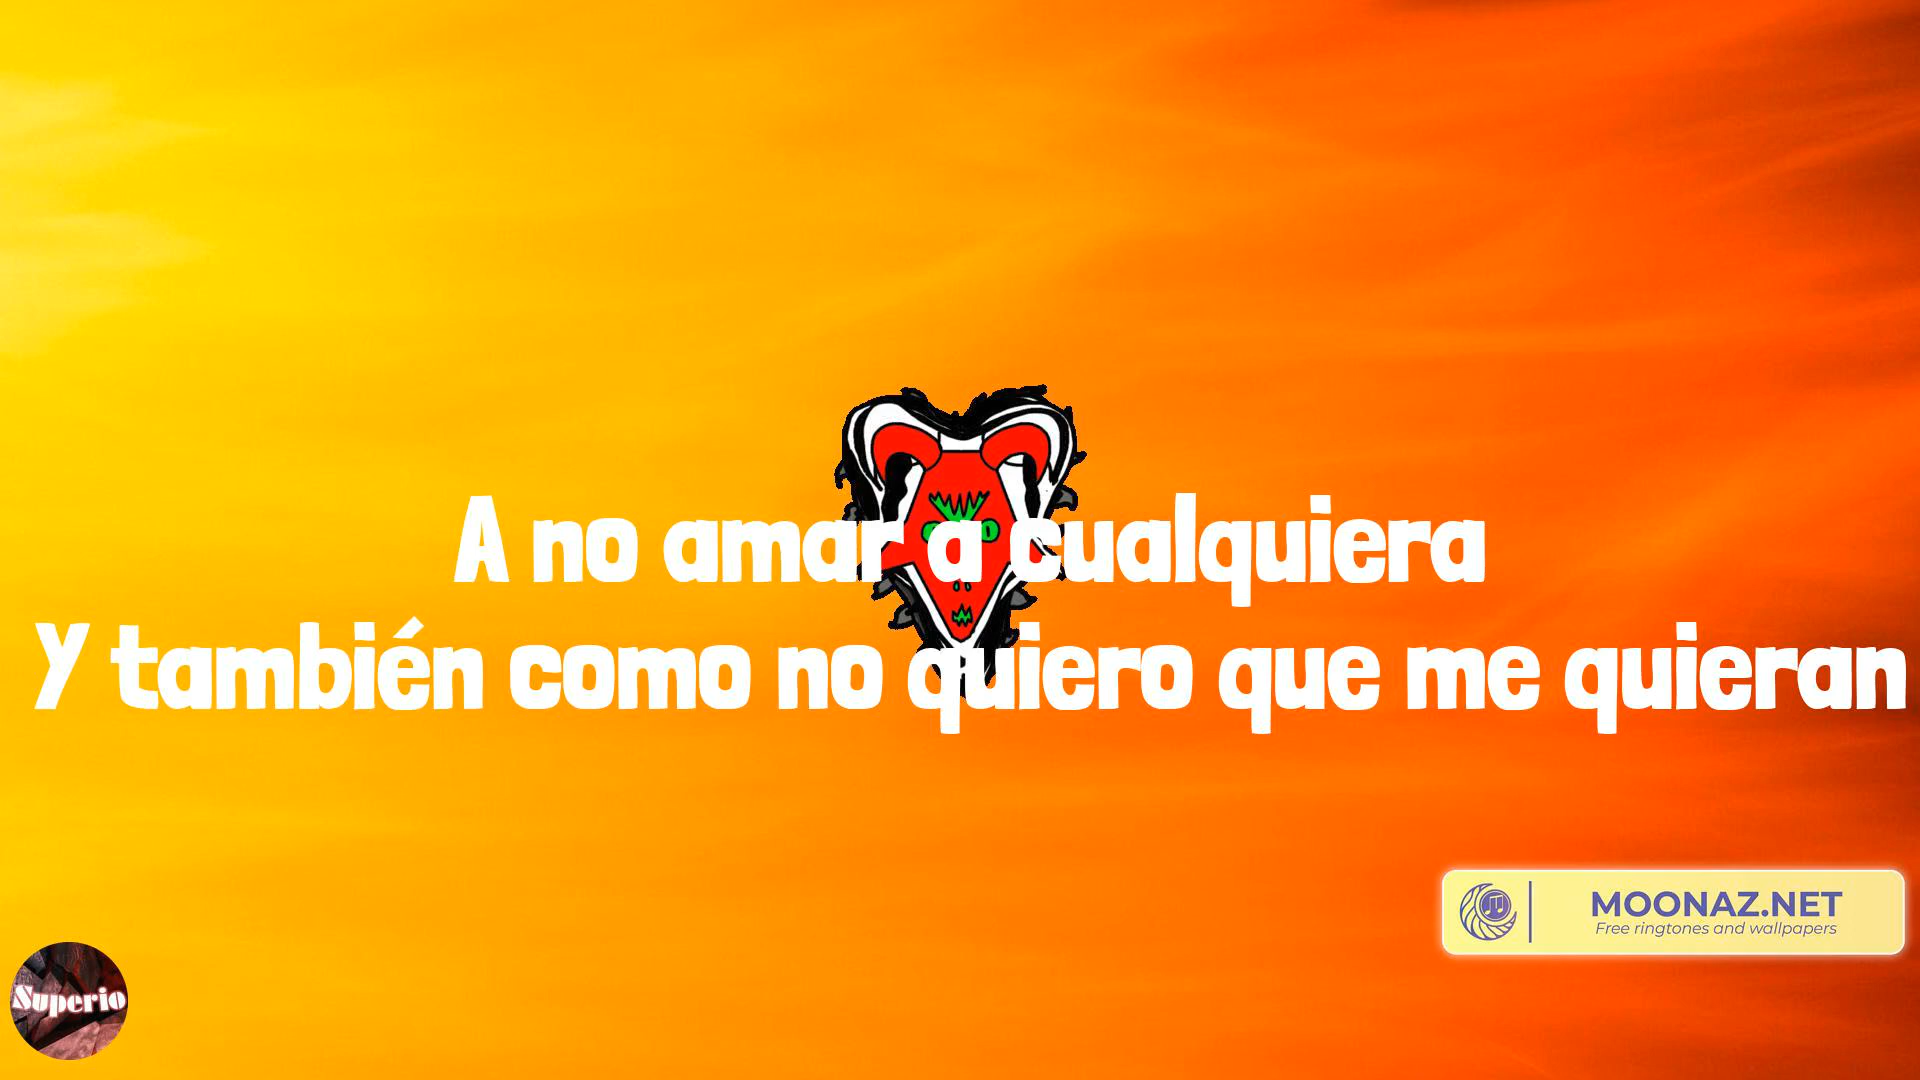 A no amar a cualquiera
Y también como no quiero que me quieran
MOONAZ.NET
Free ringtones and wallpapers
Superio